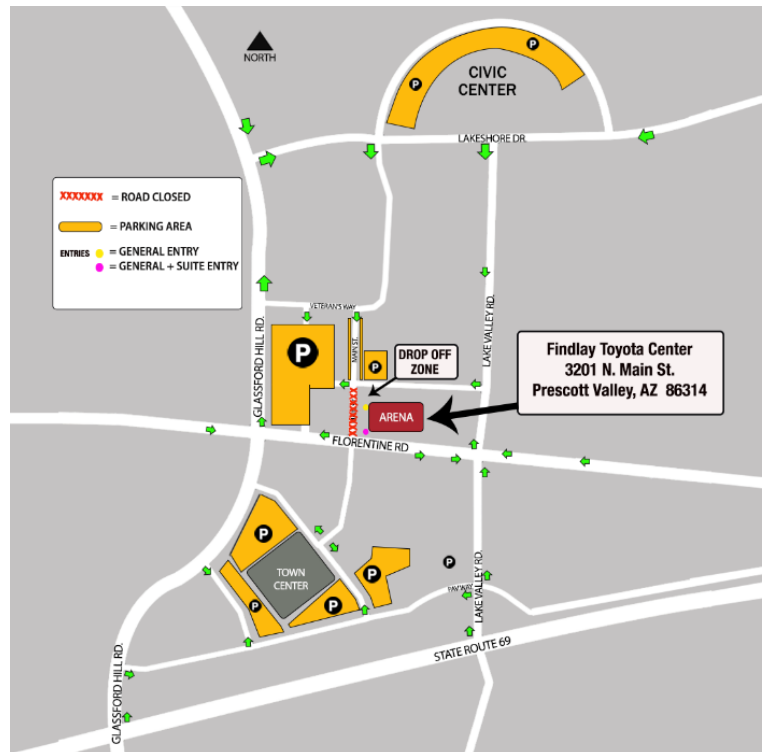 NORTH
P
P
CIVIC
CENTER
LAKESHORE DR.
XXXXXXX = ROAD CLOSED
= PARKING AREA
ENTRIES = GENERAL ENTRY
= GENERAL + SUITE ENTRY
VETERAN'S WAY
GLASSFORD HILL RD.
P
MAIN ST.
P
LAKE VALLEY RD.
DROP OFF
ZONE
Findlay Toyota Center
3201 N. Main St.
Prescott Valley, AZ 86314
XXXXXXX
ARENA
FLORENTINE RD
P
TOWN
CENTER
P
P
P
P
LAKE VALLEY RD.
STATE ROUTE 69
GLASSFORD HILL RD.